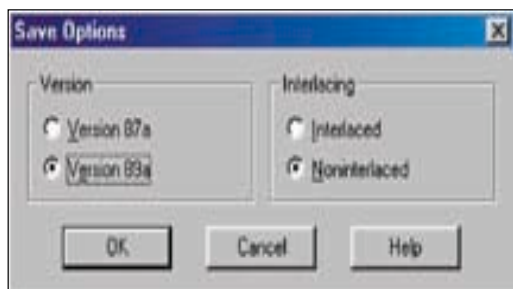 Save Options
Version
Version 87a
Version 89a
Interlacing
Interlaced
Noninterlaced
OK
Cancel
Help